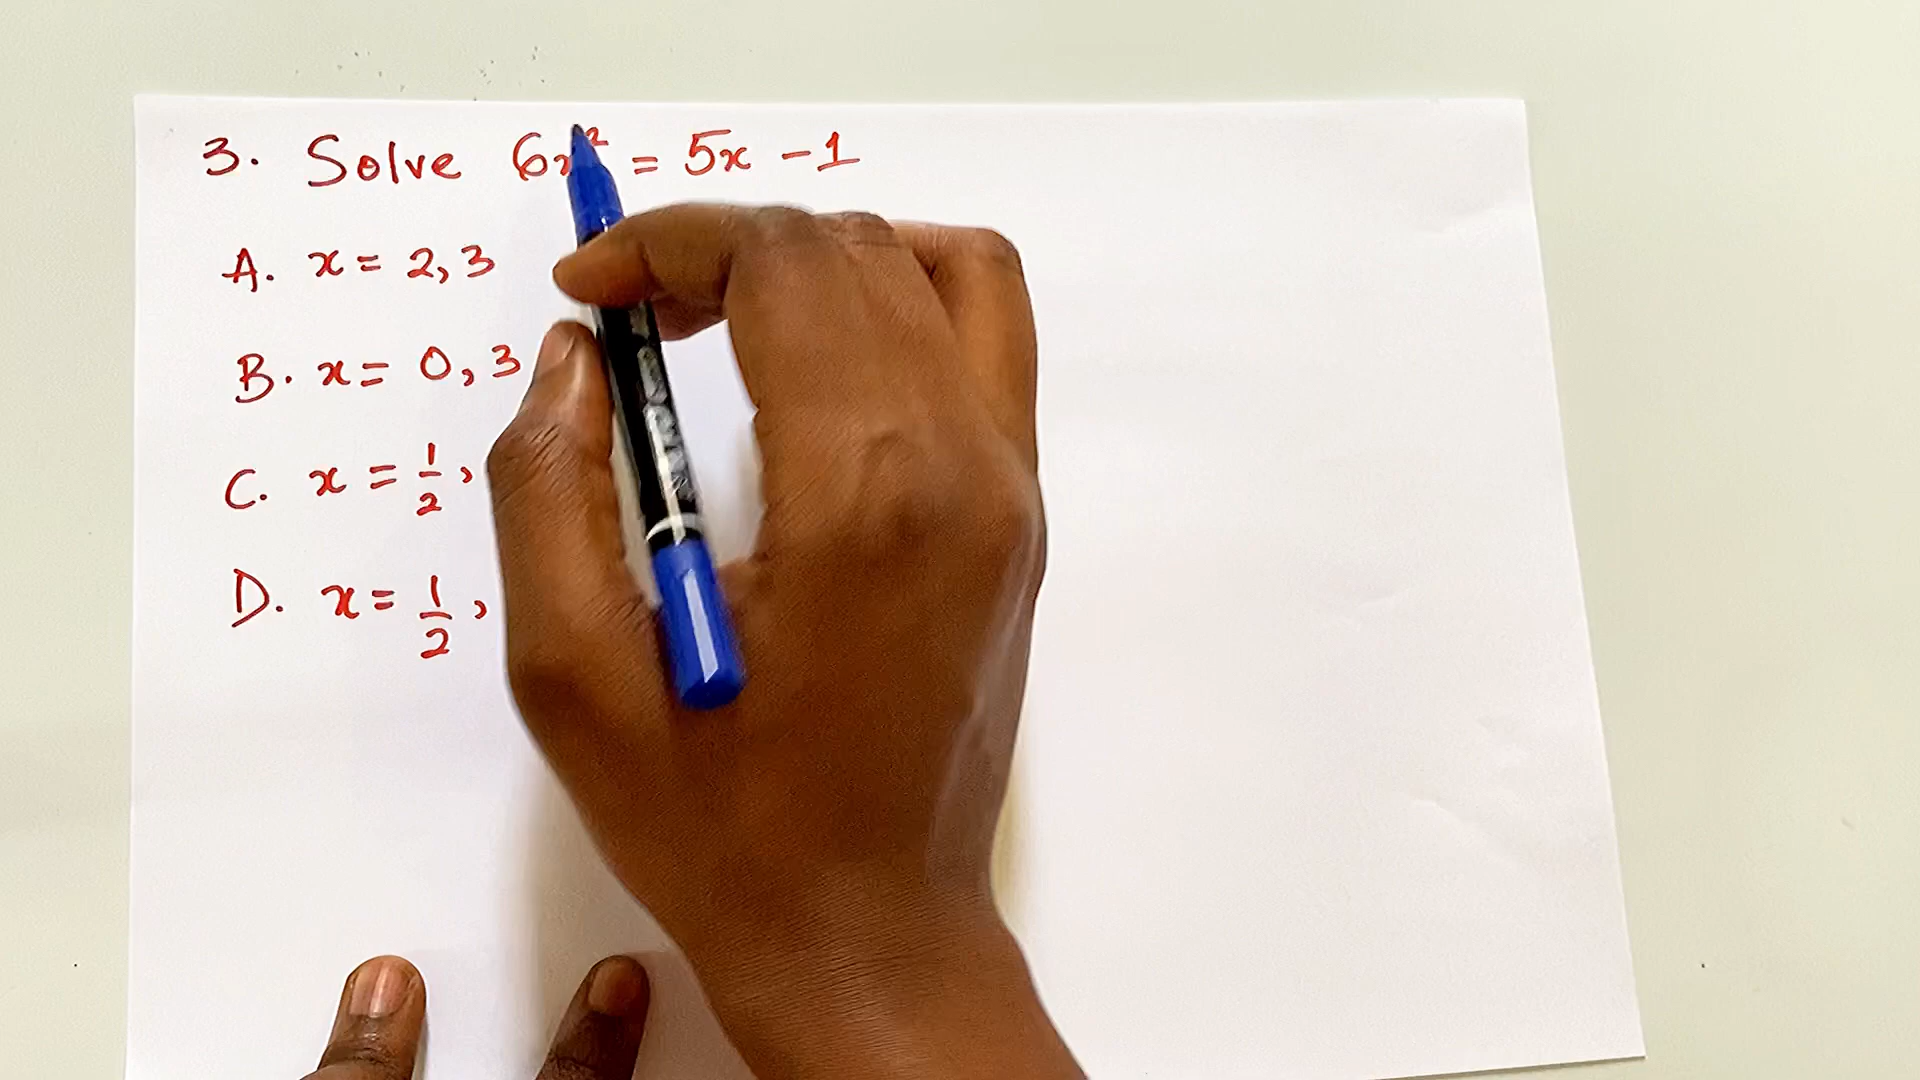 3. Solve 6x² = 5x - 1
A. x = 2, 3
B. x = 0, 3
C. x = 1/2,
D. x = 1/2,